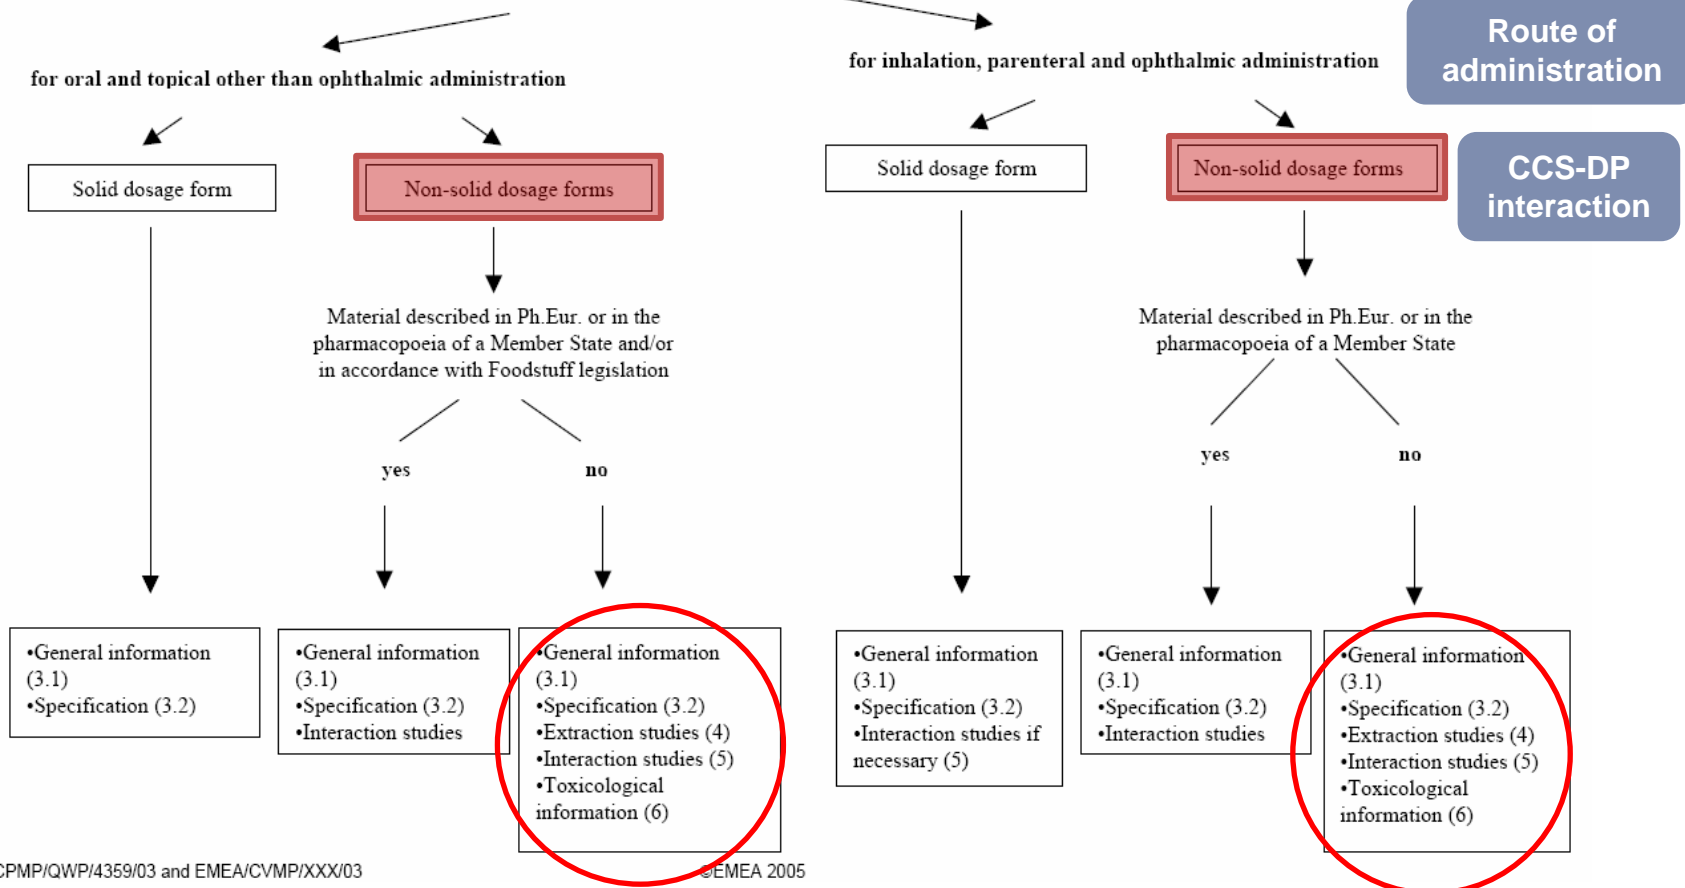 for oral and topical other than ophthalmic administration
for inhalation, parenteral and ophthalmic administration
Route of
administration
Solid dosage form
Non-solid dosage forms
Solid dosage form
Non-solid dosage forms
CCS-DP
interaction
Material described in Ph.Eur. or in the
pharmacopoeia of a Member State and/or
in accordance with Foodstuff legislation
Material described in Ph.Eur. or in the
pharmacopoeia of a Member State
yes
no
yes
no
•General information
(3.1)
•Specification (3.2)
•General information
(3.1)
•Specification (3.2)
•Interaction studies
•General information
(3.1)
•Specification (3.2)
•Extraction studies (4)
•Interaction studies (5)
•Toxicological
information (6)
•General information
(3.1)
•Specification (3.2)
•Interaction studies if
necessary (5)
•General information
(3.1)
•Specification (3.2)
•Interaction studies
•General information
(3.1)
•Specification (3.2)
•Extraction studies (4)
•Interaction studies (5)
•Toxicological
information (6)
CPMP/QWP/4359/03 and EMEA/CVMP/XXX/03
©EMEA 2005